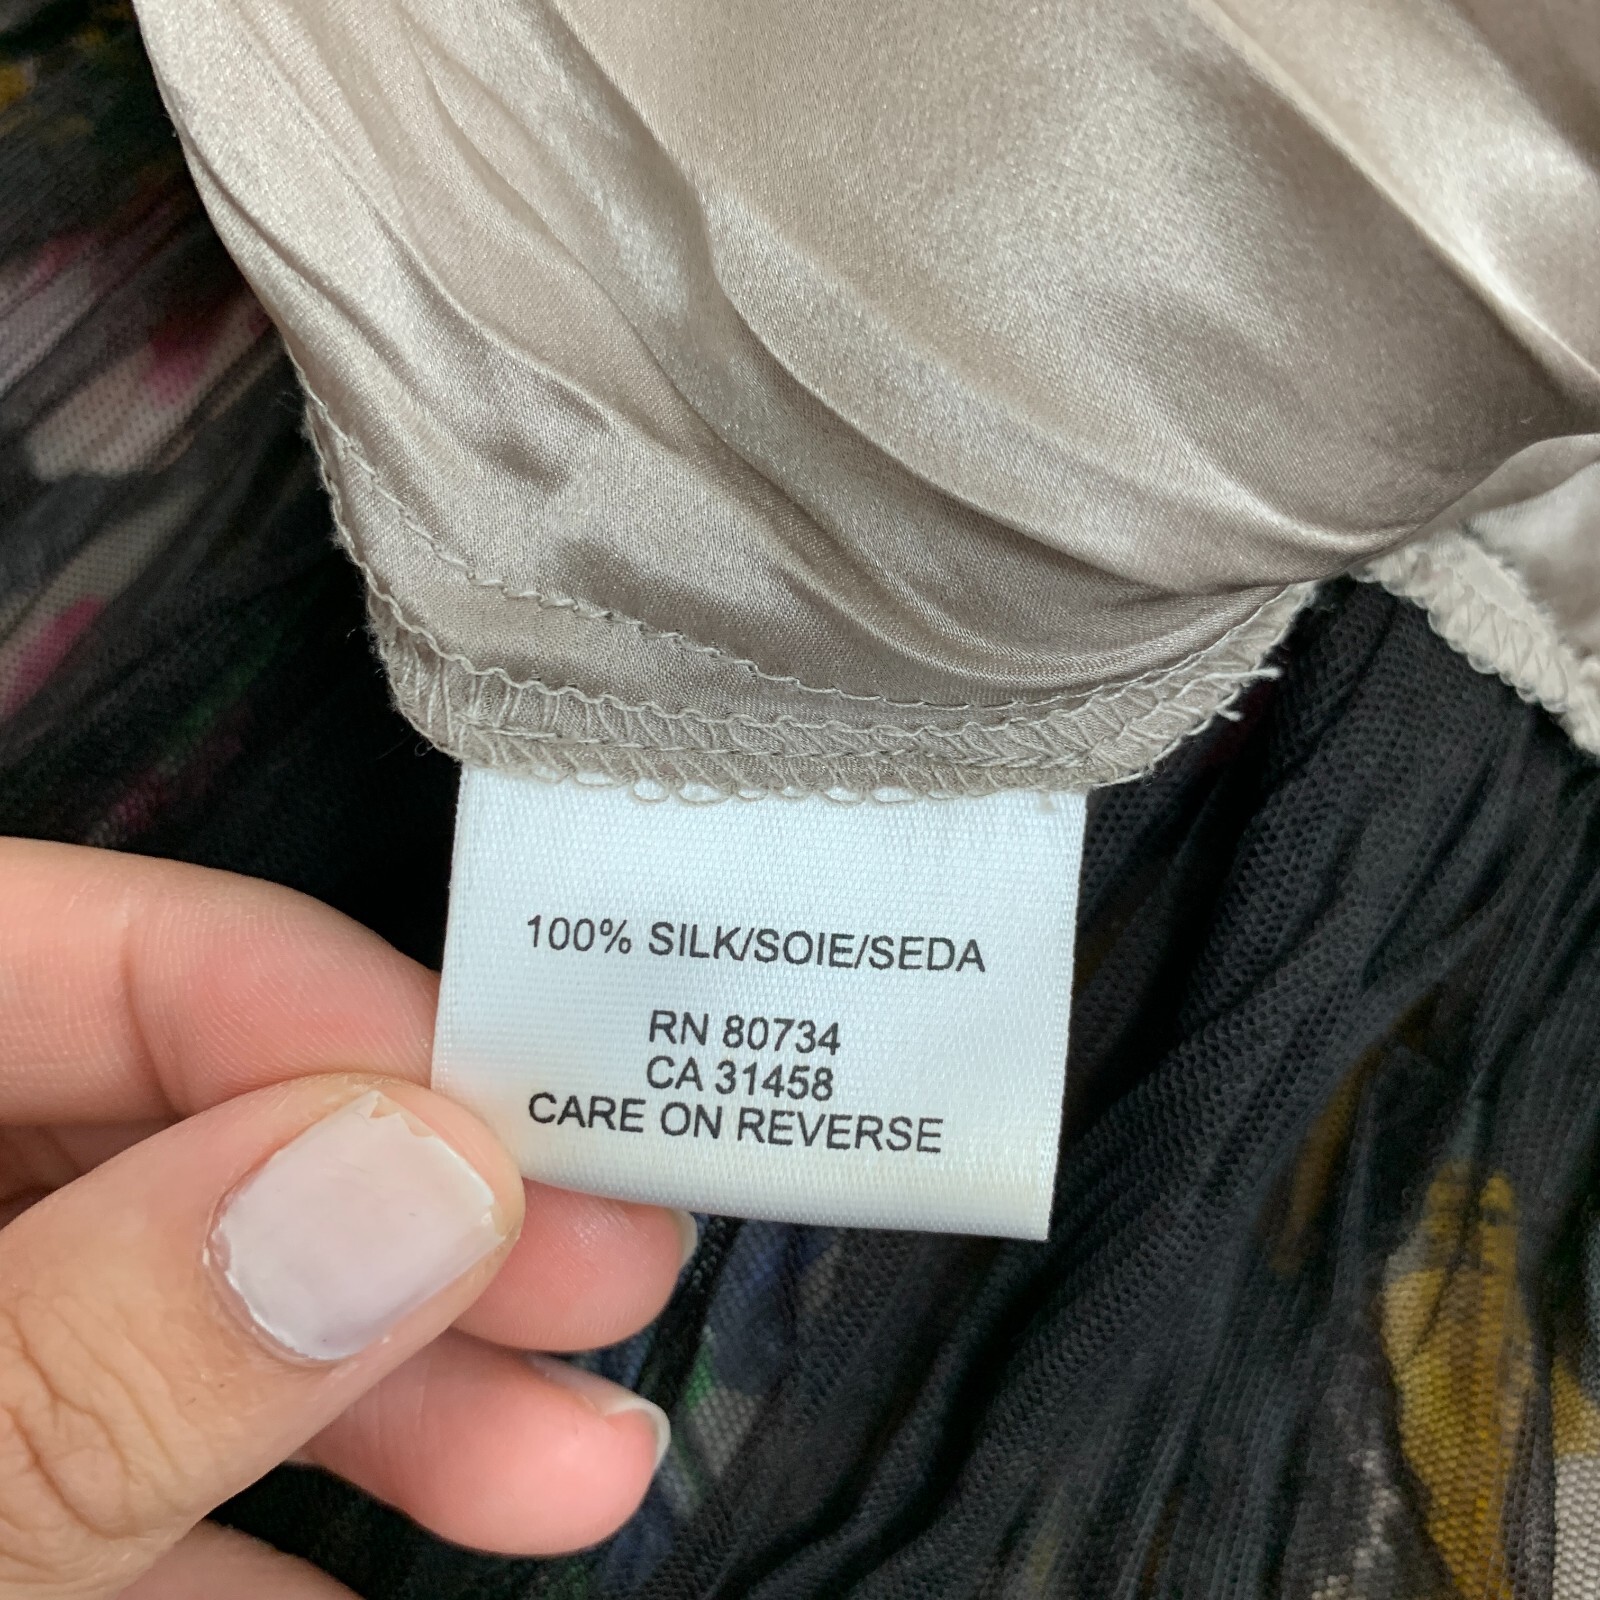 100% SILK/SOIE/SEDA
RN 80734
CA 31458
CARE ON REVERSE